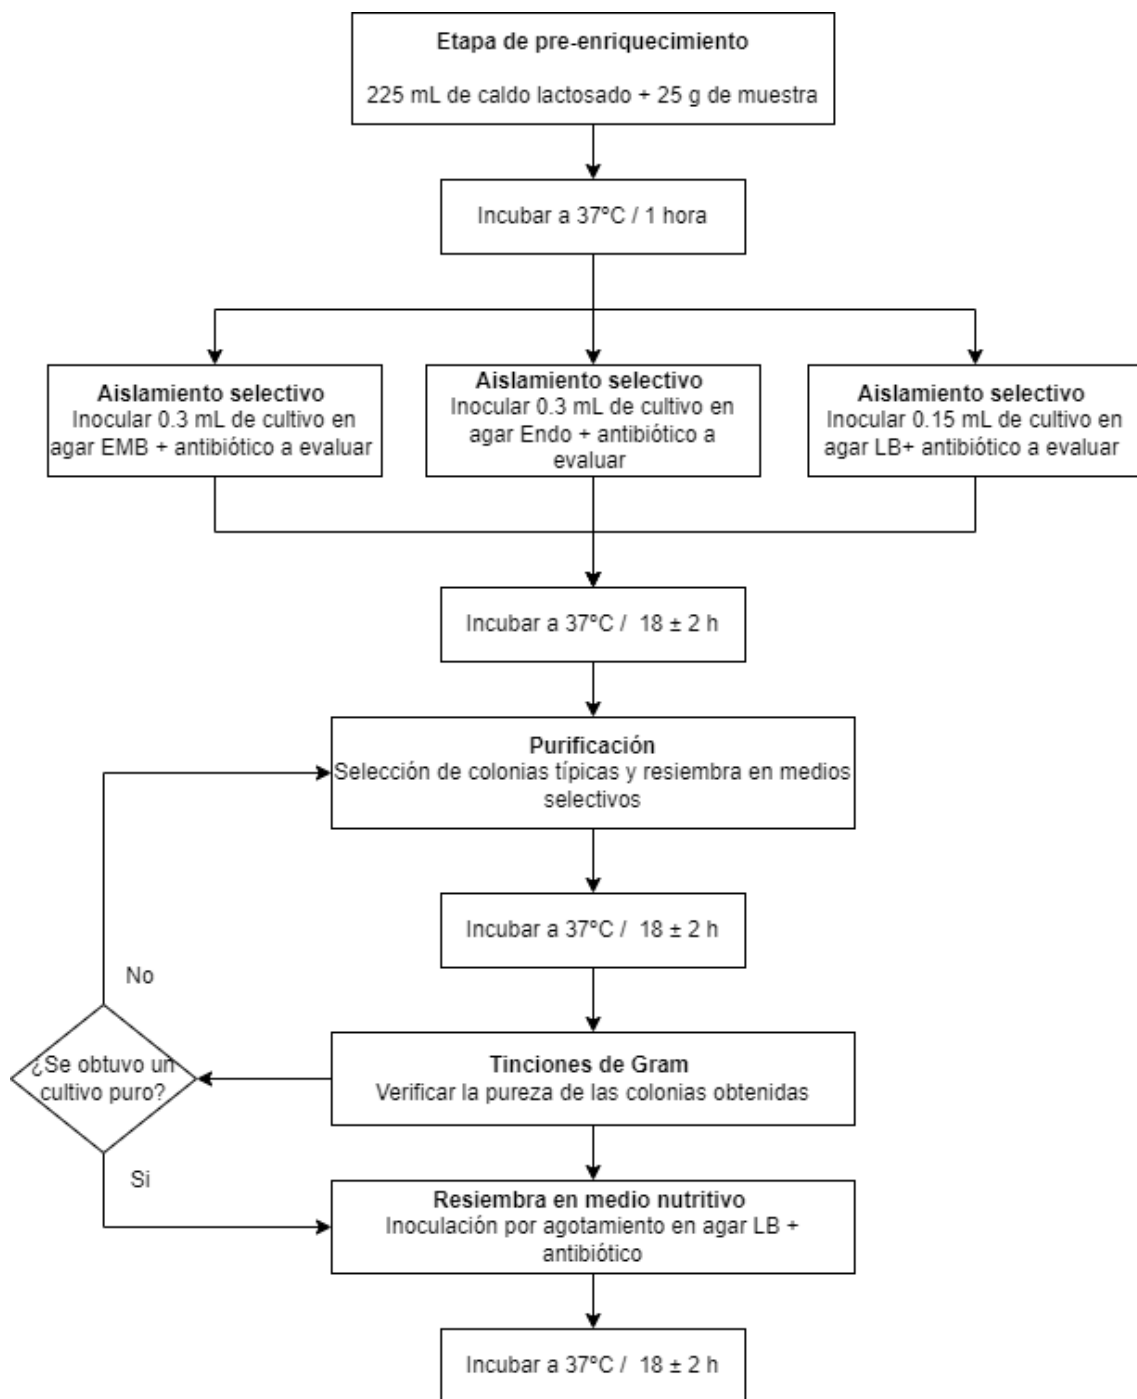 Etapa de pre-enriquecimiento
225 mL de caldo lactosado + 25 g de muestra
Incubar a 37ºC / 1 hora
Aislamiento selectivo
Inocular 0.3 mL de cultivo en
agar EMB + antibiótico a evaluar
Aislamiento selectivo
Inocular 0.3 mL de cultivo en
agar Endo + antibiótico a
evaluar
Aislamiento selectivo
Inocular 0.15 mL de cultivo en
agar LB+ antibiótico a evaluar
Incubar a 37ºC / 18 ± 2 h
Purificación
Selección de colonias típicas y resiembra en medios
selectivos
Incubar a 37ºC / 18 ± 2 h
No
¿Se obtuvo un
cultivo puro?
Si
Tinciones de Gram
Verificar la pureza de las colonias obtenidas
Resiembra en medio nutritivo
Inoculación por agotamiento en agar LB +
antibiótico
Incubar a 37ºC / 18 ± 2 h